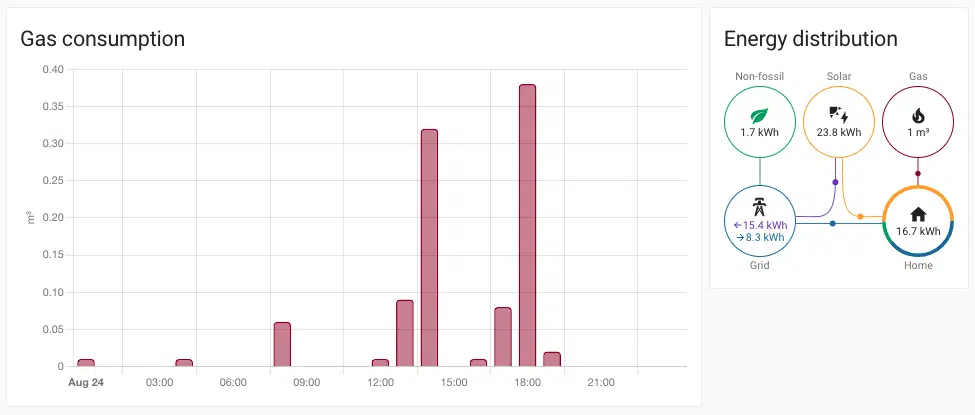 Gas consumption
0.40
0.35
0.30
0.25
0.20
0.15
0.10
0.05
0
m³
Aug 24 03:00 06:00 09:00 12:00 15:00 18:00 21:00
Energy distribution
Non-fossil Solar Gas
1.7 kWh 23.8 kWh 1 m³
←15.4 kWh
→8.3 kWh
16.7 kWh
Grid Home